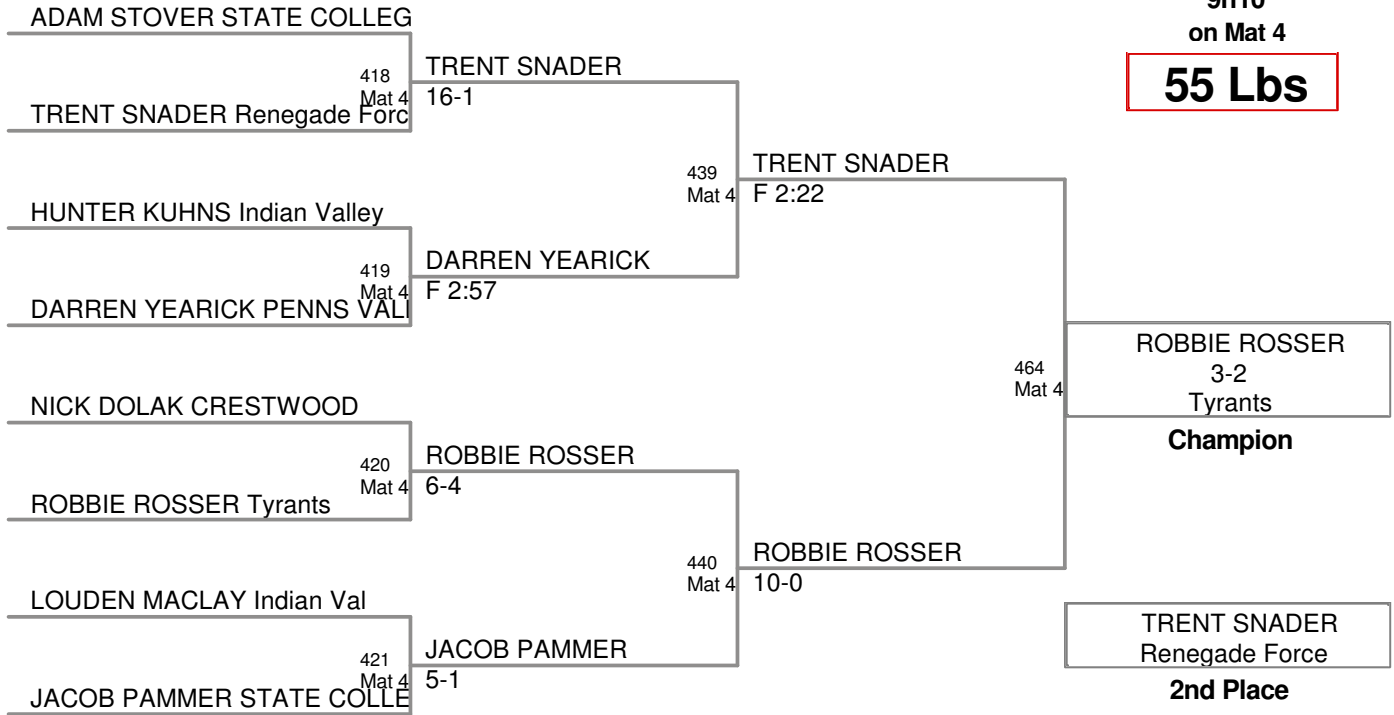 9n10
on Mat 4
55 Lbs
ADAM STOVER STATE COLLEG
418
Mat 4
TRENT SNADER Renegade Forc
TRENT SNADER
16-1
HUNTER KUHNS Indian Valley
419
Mat 4
DARREN YEARICK PENNS VALL
DARREN YEARICK
F 2:57
439
Mat 4
TRENT SNADER
F 2:22
NICK DOLAK CRESTWOOD
420
Mat 4
ROBBIE ROSSER Tyrants
ROBBIE ROSSER
6-4
LOUDEN MACLAY Indian Val
421
Mat 4
JACOB PAMMER STATE COLLE
JACOB PAMMER
5-1
440
Mat 4
ROBBIE ROSSER
10-0
464
Mat 4
ROBBIE ROSSER
3-2
Tyrants
Champion
TRENT SNADER
Renegade Force
2nd Place